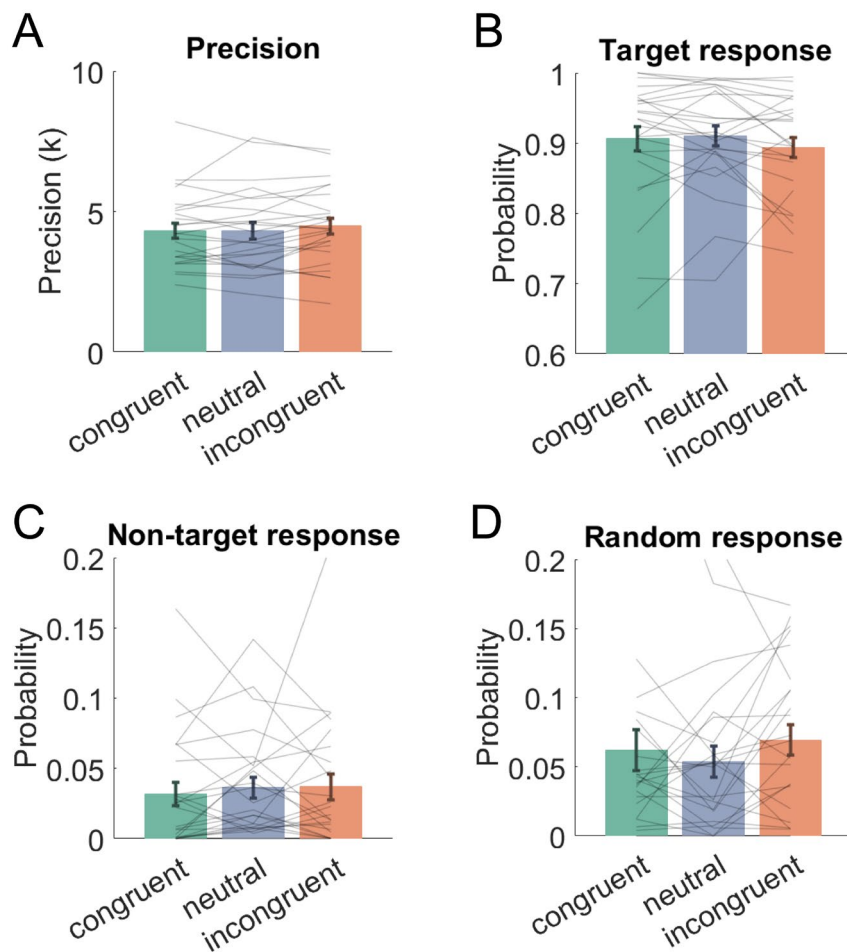 A
Precision
Precision (k)
10
5
0
congruent
neutral
incongruent
B
Target response
Probability
1
0.9
0.8
0.7
0.6
congruent
neutral
incongruent
C
Non-target response
Probability
0.2
0.15
0.1
0.05
0
congruent
neutral
incongruent
D
Random response
Probability
0.2
0.15
0.1
0.05
0
congruent
neutral
incongruent